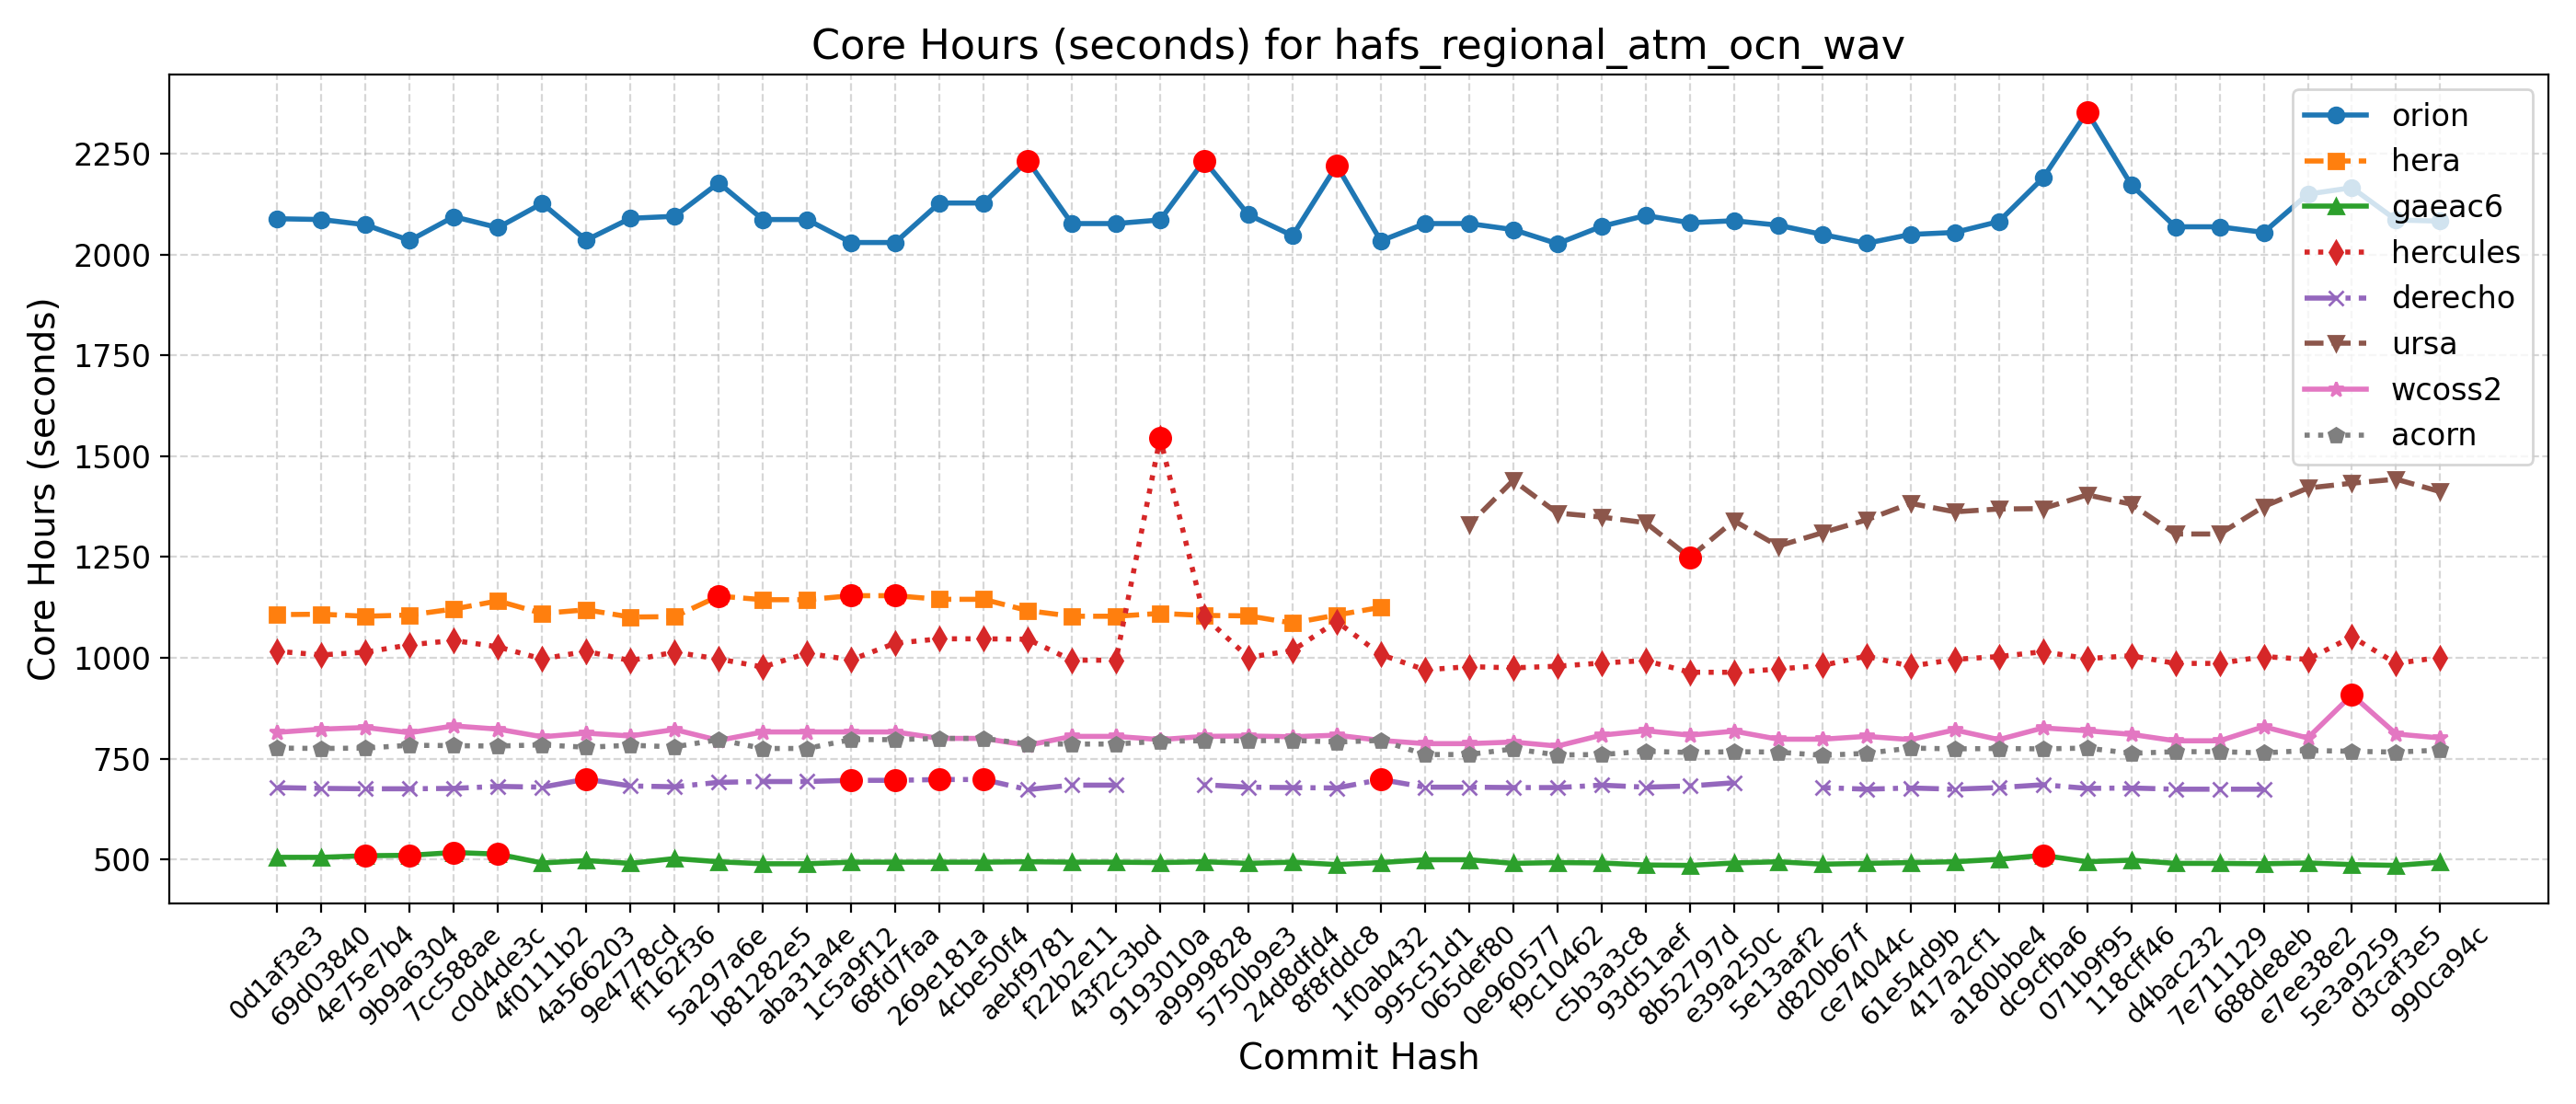 Core Hours (seconds) for hafs_regional_atm_ocn_wav
Core Hours (seconds)
2250
2000
1750
1500
1250
1000
750
500
orion
hera
gaeac6
hercules
derecho
ursa
wcoss2
acorn
0d1af3e3
69d03840
4e75e7b4
9b9a6304
7cc588ae
c0d4de3c
4f0111b2
4a566203
9e4778cd
ff162f36
5a297a6e
b81282e5
aba31a4e
1c5a9f12
68fd7faa
269e181a
4cbe50f4
aebf9781
f22b2e11
43f2c3bd
9193010a
a9999828
5750b9e3
24d8dfd4
8f8fddc8
1f0ab432
995c51d1
065def80
0e960577
f9c10462
c5b3a3c8
93d51aef
8b52797d
e39a250c
5e13aaf2
d820b67f
ce74044c
61e54d9b
417a2cf1
a180bbe4
dc9cfba6
071b9f95
118cff46
d4bac232
7e711129
688de8eb
e7ee38e2
5e3a9259
d3caf3e5
990ca94c
Commit Hash